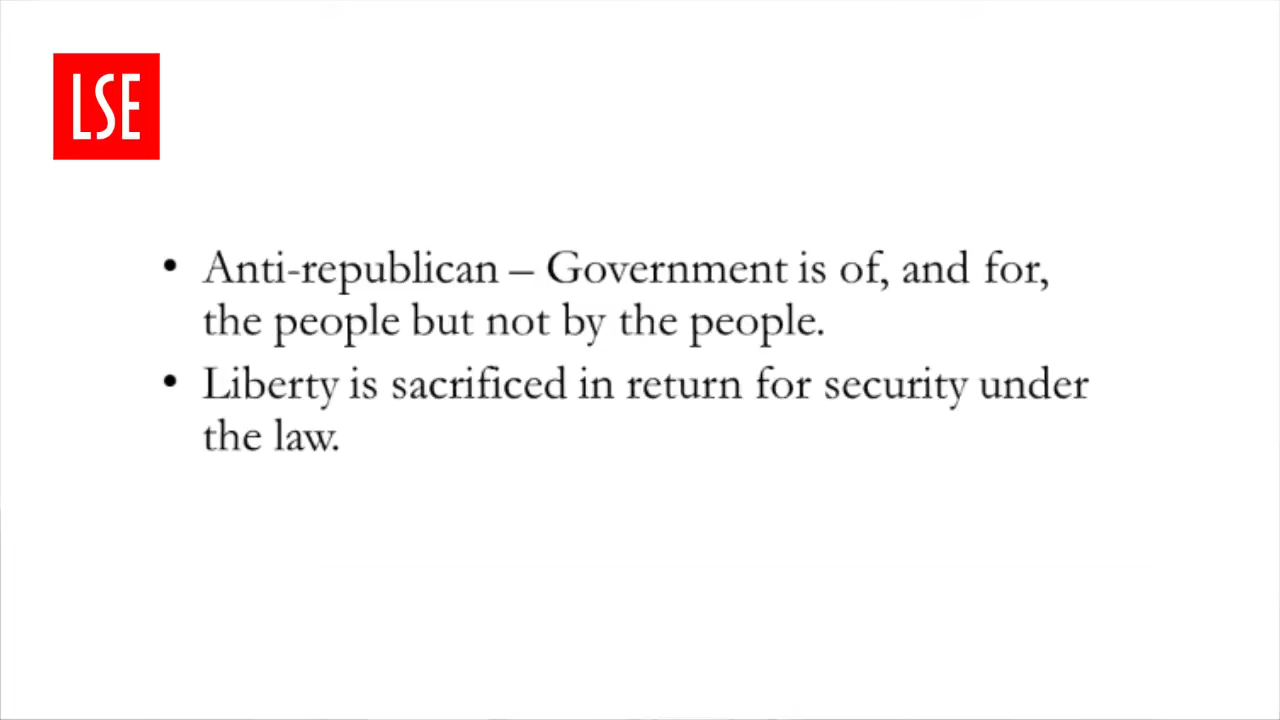 LSE
• Anti-republican – Government is of, and for,
the people but not by the people.
• Liberty is sacrificed in return for security under
the law.